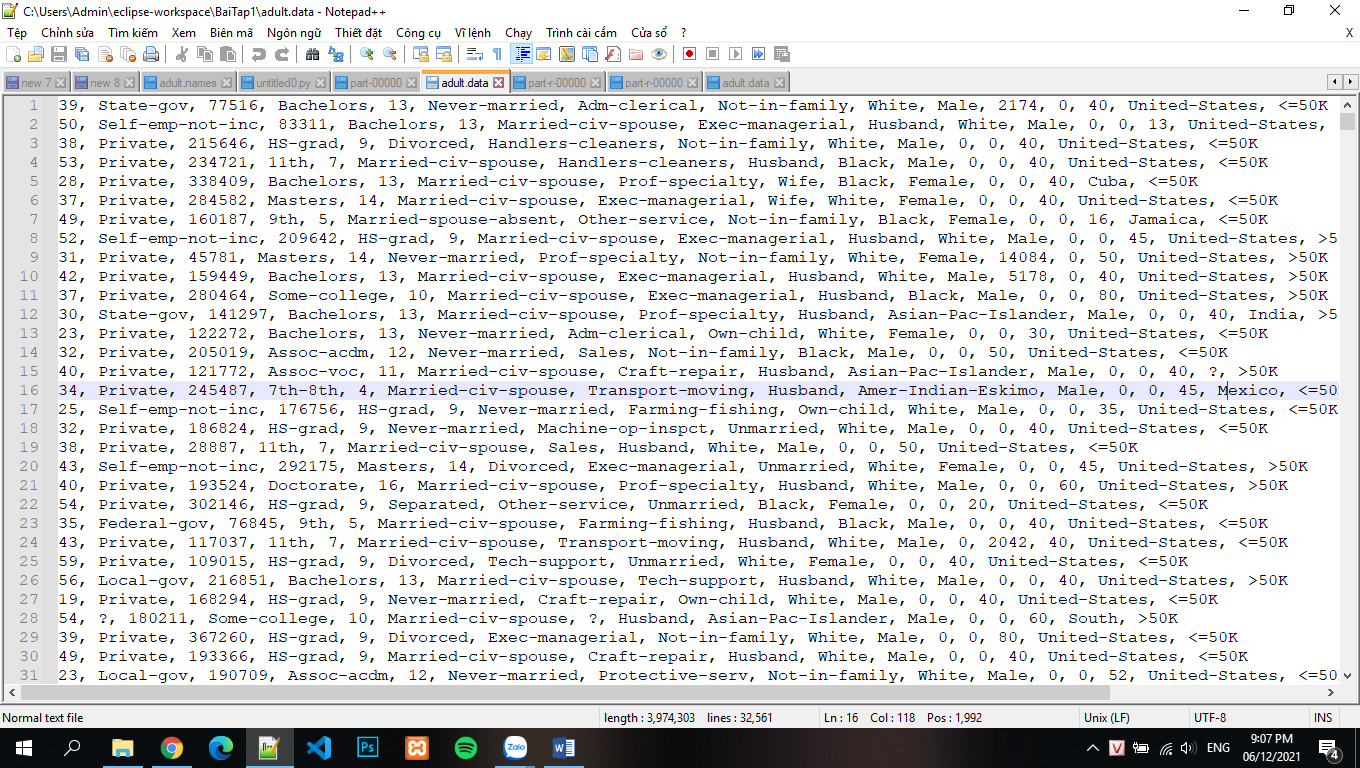 C:\Users\Admin\eclipse-workspace\BaiTap1\adult.data - Notepad++
Tệp Chỉnh sửa Tìm kiếm Xem Biên mã Ngôn ngữ Thiết đặt Công cụ Vĩ lệnh Chạy Trình cài cắm Cửa sổ ? X
new 7 new 8 adult.names untitled0.py part-00000 adult.data part-r-00000 part-r-00000 adult.data
1 39, State-gov, 77516, Bachelors, 13, Never-married, Adm-clerical, Not-in-family, White, Male, 2174, 0, 40, United-States, <=50K
2 50, Self-emp-not-inc, 83311, Bachelors, 13, Married-civ-spouse, Exec-managerial, Husband, White, Male, 0, 0, 13, United-States,
3 38, Private, 215646, HS-grad, 9, Divorced, Handlers-cleaners, Not-in-family, White, Male, 0, 0, 40, United-States, <=50K
4 53, Private, 234721, 11th, 7, Married-civ-spouse, Handlers-cleaners, Husband, Black, Male, 0, 0, 40, United-States, <=50K
5 28, Private, 338409, Bachelors, 13, Married-civ-spouse, Prof-specialty, Wife, Black, Female, 0, 0, 40, Cuba, <=50K
6 37, Private, 284582, Masters, 14, Married-civ-spouse, Exec-managerial, Wife, White, Female, 0, 0, 40, United-States, <=50K
7 49, Private, 160187, 9th, 5, Married-spouse-absent, Other-service, Not-in-family, Black, Female, 0, 0, 16, Jamaica, <=50K
8 52, Self-emp-not-inc, 209642, HS-grad, 9, Married-civ-spouse, Exec-managerial, Husband, White, Male, 0, 0, 45, United-States, >5
9 31, Private, 45781, Masters, 14, Never-married, Prof-specialty, Not-in-family, White, Female, 14084, 0, 50, United-States, >50K
10 42, Private, 159449, Bachelors, 13, Married-civ-spouse, Exec-managerial, Husband, White, Male, 5178, 0, 40, United-States, >50K
11 37, Private, 280464, Some-college, 10, Married-civ-spouse, Exec-managerial, Husband, Black, Male, 0, 0, 80, United-States, >50K
12 30, State-gov, 141297, Bachelors, 13, Married-civ-spouse, Prof-specialty, Husband, Asian-Pac-Islander, Male, 0, 0, 40, India, >5
13 23, Private, 122272, Bachelors, 13, Never-married, Adm-clerical, Own-child, White, Female, 0, 0, 30, United-States, <=50K
14 32, Private, 205019, Assoc-acdm, 12, Never-married, Sales, Not-in-family, Black, Male, 0, 0, 50, United-States, <=50K
15 40, Private, 121772, Assoc-voc, 11, Married-civ-spouse, Craft-repair, Husband, Asian-Pac-Islander, Male, 0, 0, 40, ?, >50K
16 34, Private, 245487, 7th-8th, 4, Married-civ-spouse, Transport-moving, Husband, Amer-Indian-Eskimo, Male, 0, 0, 45, Mexico, <=50
17 25, Self-emp-not-inc, 176756, HS-grad, 9, Never-married, Farming-fishing, Own-child, White, Male, 0, 0, 35, United-States, <=50K
18 32, Private, 186824, HS-grad, 9, Never-married, Machine-op-inspct, Unmarried, White, Male, 0, 0, 40, United-States, <=50K
19 38, Private, 28887, 11th, 7, Married-civ-spouse, Sales, Husband, White, Male, 0, 0, 50, United-States, <=50K
20 43, Self-emp-not-inc, 292175, Masters, 14, Divorced, Exec-managerial, Unmarried, White, Female, 0, 0, 45, United-States, >50K
21 40, Private, 193524, Doctorate, 16, Married-civ-spouse, Prof-specialty, Husband, White, Male, 0, 0, 60, United-States, >50K
22 54, Private, 302146, HS-grad, 9, Separated, Other-service, Unmarried, Black, Female, 0, 0, 20, United-States, <=50K
23 35, Federal-gov, 76845, 9th, 5, Married-civ-spouse, Farming-fishing, Husband, Black, Male, 0, 0, 40, United-States, <=50K
24 43, Private, 117037, 11th, 7, Married-civ-spouse, Transport-moving, Husband, White, Male, 0, 2042, 40, United-States, <=50K
25 59, Private, 109015, HS-grad, 9, Divorced, Tech-support, Unmarried, White, Female, 0, 0, 40, United-States, <=50K
26 56, Local-gov, 216851, Bachelors, 13, Married-civ-spouse, Tech-support, Husband, White, Male, 0, 0, 40, United-States, >50K
27 19, Private, 168294, HS-grad, 9, Never-married, Craft-repair, Own-child, White, Male, 0, 0, 40, United-States, <=50K
28 54, ?, 180211, Some-college, 10, Married-civ-spouse, ?, Husband, Asian-Pac-Islander, Male, 0, 0, 60, South, >50K
29 39, Private, 367260, HS-grad, 9, Divorced, Exec-managerial, Not-in-family, White, Male, 0, 0, 80, United-States, <=50K
30 49, Private, 193366, HS-grad, 9, Married-civ-spouse, Craft-repair, Husband, White, Male, 0, 0, 40, United-States, <=50K
31 23, Local-gov, 190709, Assoc-acdm, 12, Never-married, Protective-serv, Not-in-family, White, Male, 0, 0, 52, United-States, <=50
Normal text file length : 3,974,303 lines : 32,561 Ln : 16 Col : 118 Pos : 1,992 Unix (LF) UTF-8 INS
Ps Zalo V ENG 9:07 PM
06/12/2021 4